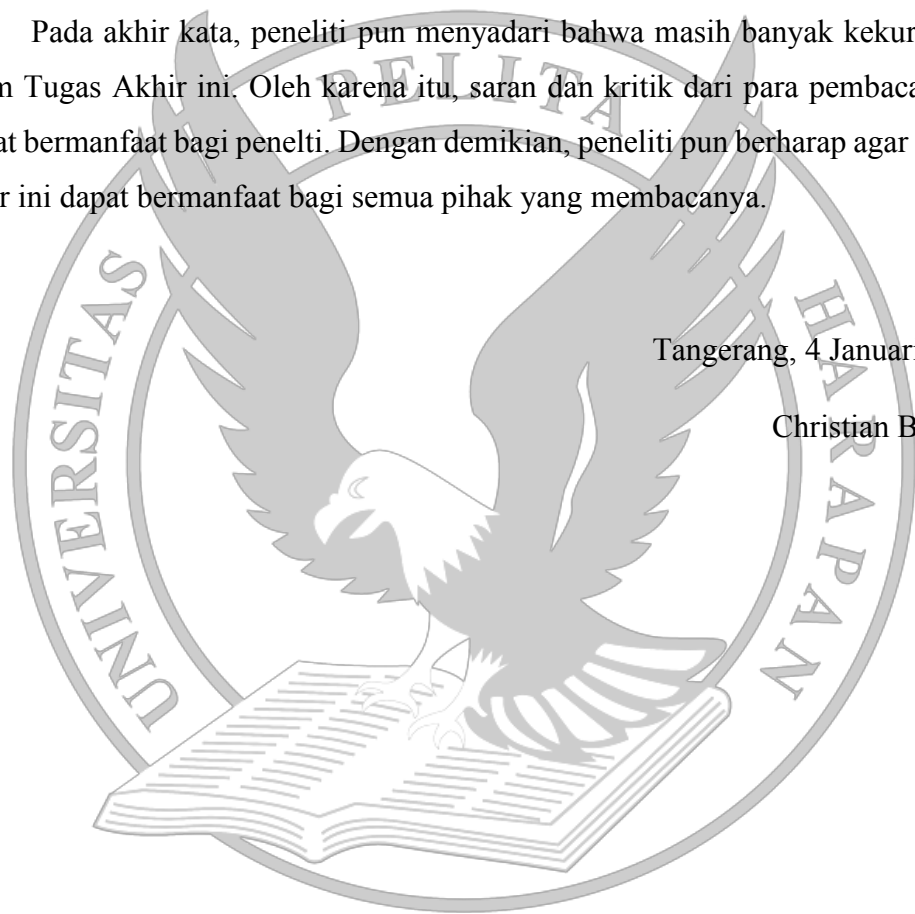 Pada akhir kata, peneliti pun menyadari bahwa masih banyak kekur
m Tugas Akhir ini. Oleh karena itu, saran dan kritik dari para pembaca
at bermanfaat bagi penelti. Dengan demikian, peneliti pun berharap agar
r ini dapat bermanfaat bagi semua pihak yang membacanya.
Tangerang, 4 Januari
Christian B
UNIVERSITAS PELITA HARAPAN